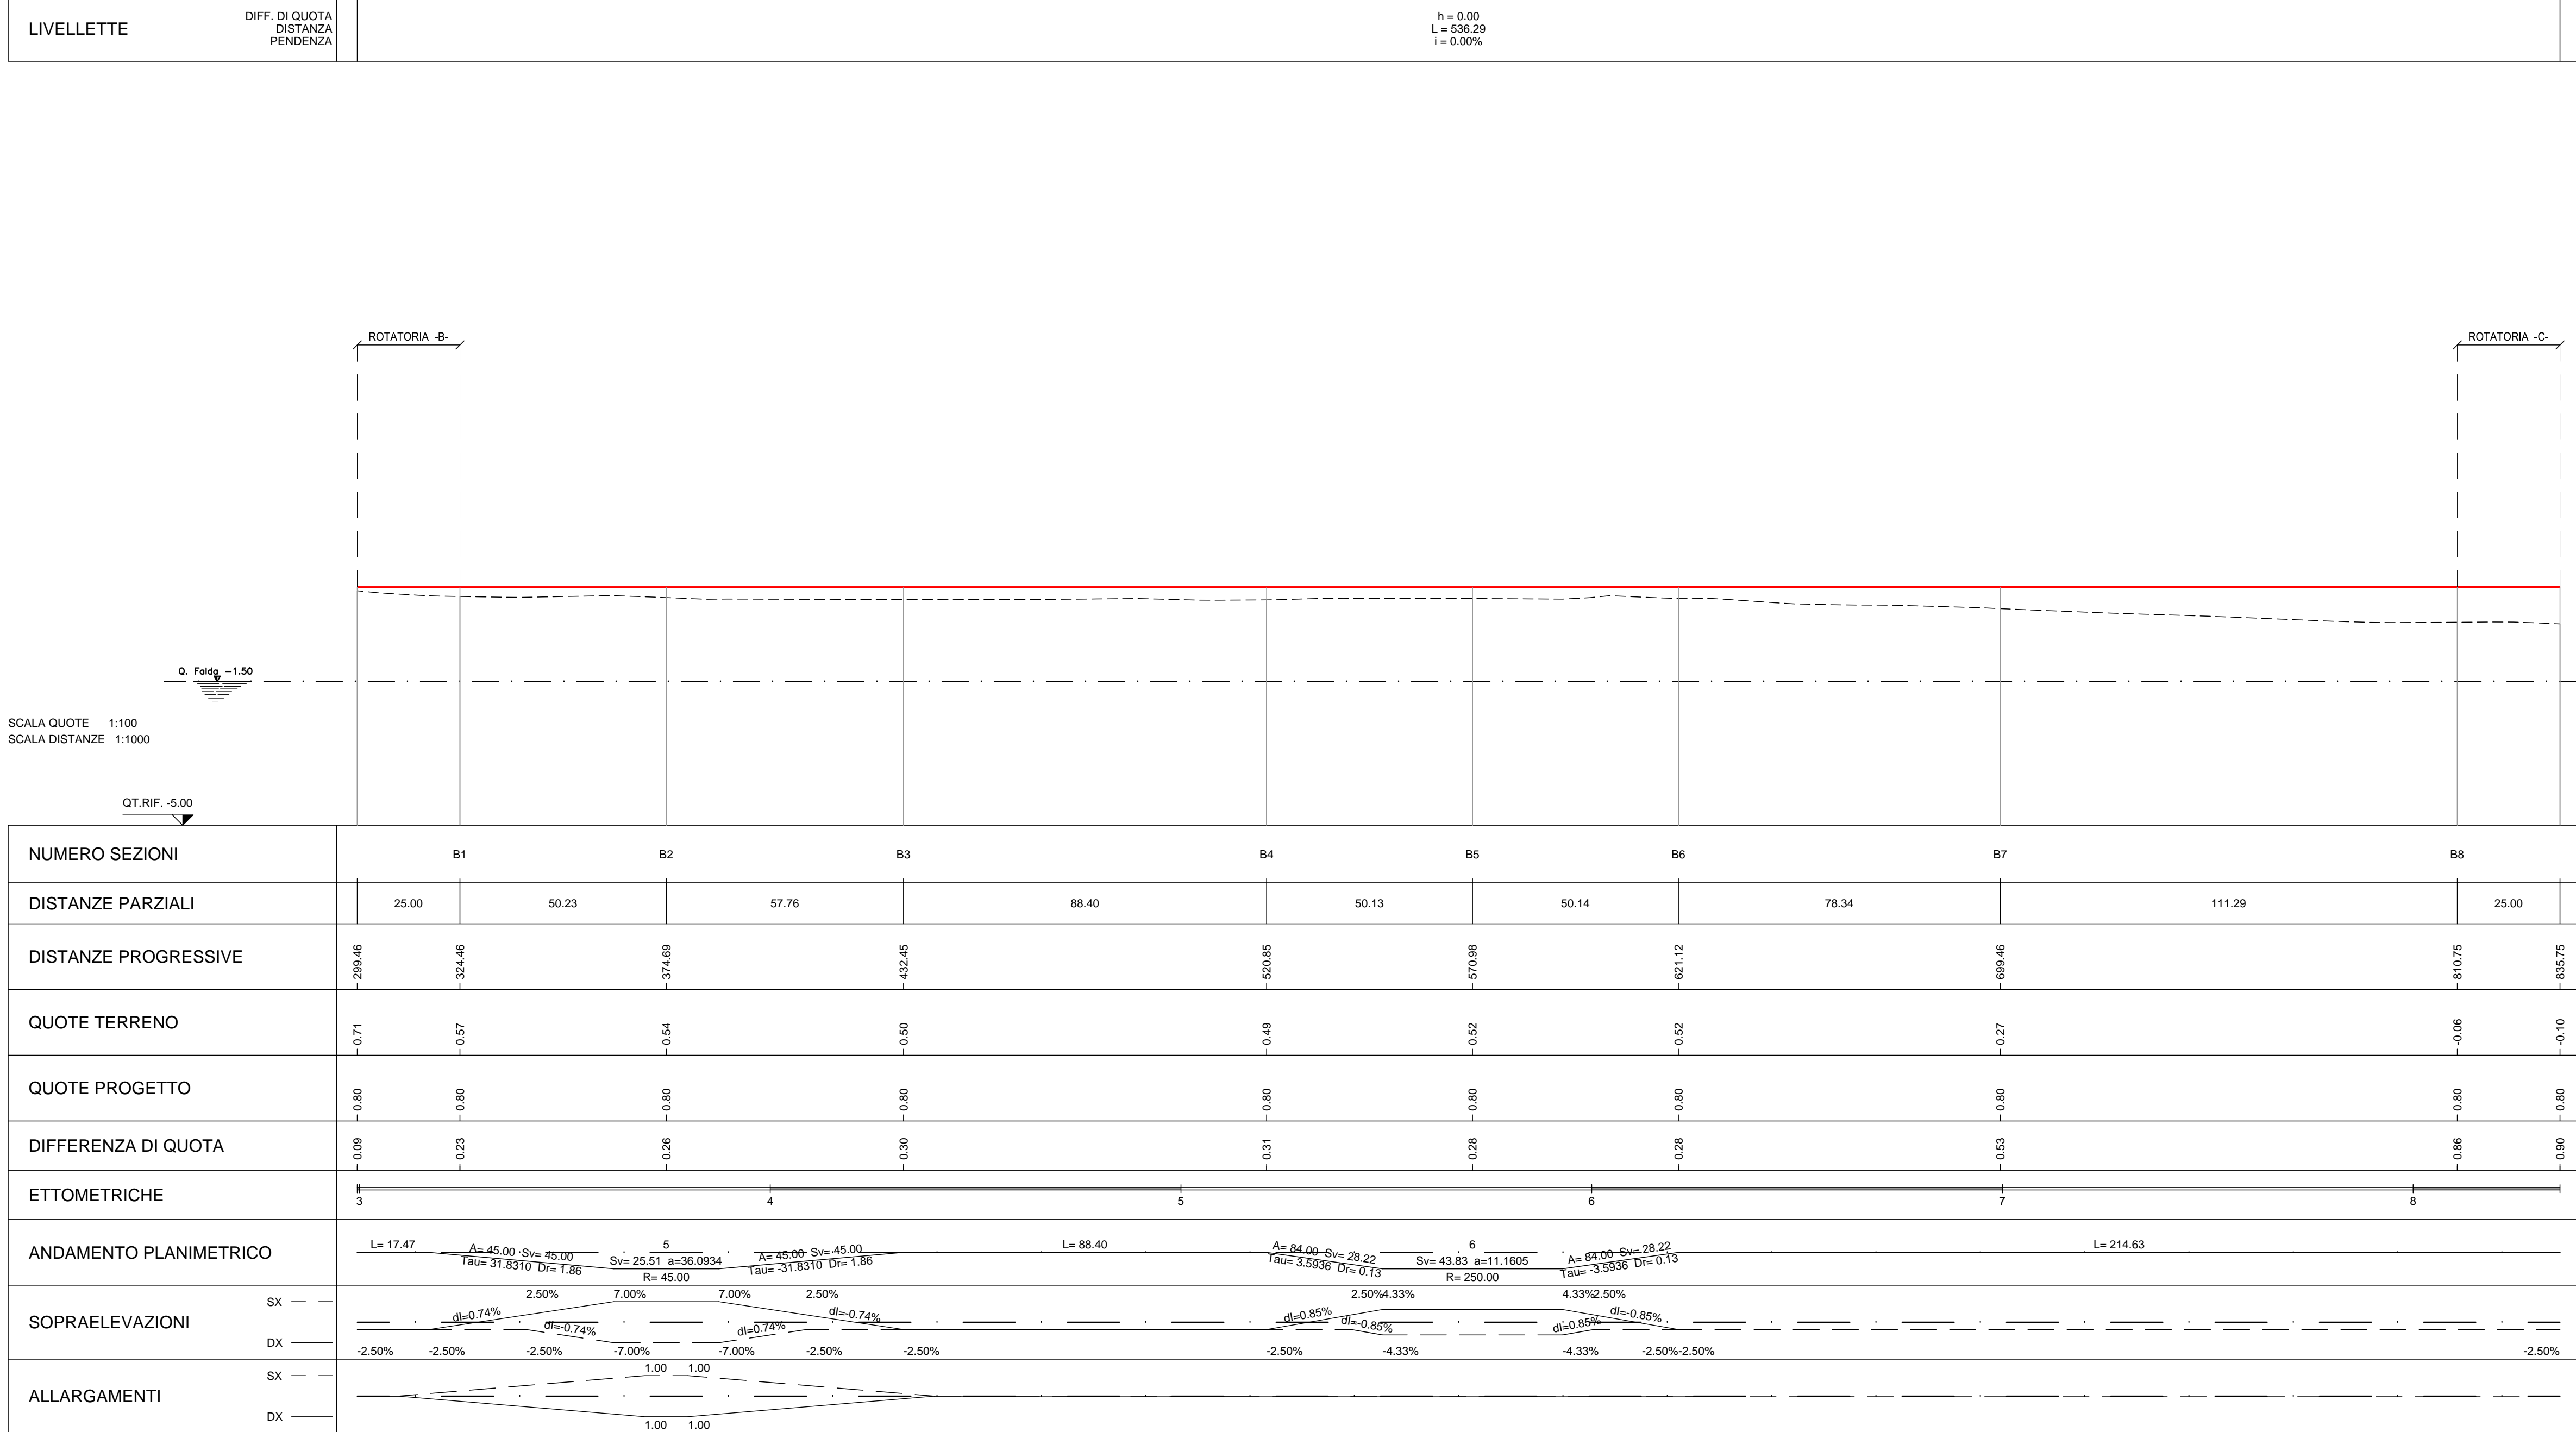 LIVELLETTE
DIFF. DI QUOTA
DISTANZA
PENDENZA
h = 0.00
L = 536.29
i = 0.00%
ROTATORIA -B-
ROTATORIA -C-
Q. Falda -1.50
SCALA QUOTE 1:100
SCALA DISTANZE 1:1000
QT.RIF. -5.00
NUMERO SEZIONI B1 B2 B3 B4 B5 B6 B7 B8
DISTANZE PARZIALI 25.00 50.23 57.76 88.40 50.13 50.14 78.34 111.29 25.00
DISTANZE PROGRESSIVE 299.46 324.46 374.69 432.45 520.85 570.98 621.12 699.46 810.75 835.75
QUOTE TERRENO 0.71 0.57 0.54 0.50 0.49 0.52 0.52 0.27 -0.06 -0.10
QUOTE PROGETTO 0.80 0.80 0.80 0.80 0.80 0.80 0.80 0.80 0.80 0.80
DIFFERENZA DI QUOTA 0.09 0.23 0.26 0.30 0.31 0.28 0.28 0.53 0.86 0.90
ETTOMETRICHE 3 4 5 6 7 8
ANDAMENTO PLANIMETRICO
L= 17.47
A= 45.00 Sv= 45.00
Tau= 31.8310 Dr= 1.86
5
Sv= 25.51 a=36.0934
R= 45.00
A= 45.00 Sv= 45.00
Tau= -31.8310 Dr= 1.86
L= 88.40
A= 84.00 Sv= 28.22
Tau= 3.5936 Dr= 0.13
6
Sv= 43.83 a=11.1605
R= 250.00
A= 84.00 Sv= 28.22
Tau= -3.5936 Dr= 0.13
L= 214.63
SOPRAELEVAZIONI
SX
DX
2.50% 7.00% 7.00% 2.50% 2.50% 4.33% 4.33% 2.50%
dI=0.74% dI=-0.74% dI=0.74% dI=-0.74% dI=0.85% dI=-0.85% dI=0.85% dI=-0.85%
-2.50% -2.50% -2.50% -7.00% -7.00% -2.50% -2.50% -2.50% -4.33% -4.33% -2.50% -2.50% -2.50%
ALLARGAMENTI
SX
DX
1.00 1.00
1.00 1.00